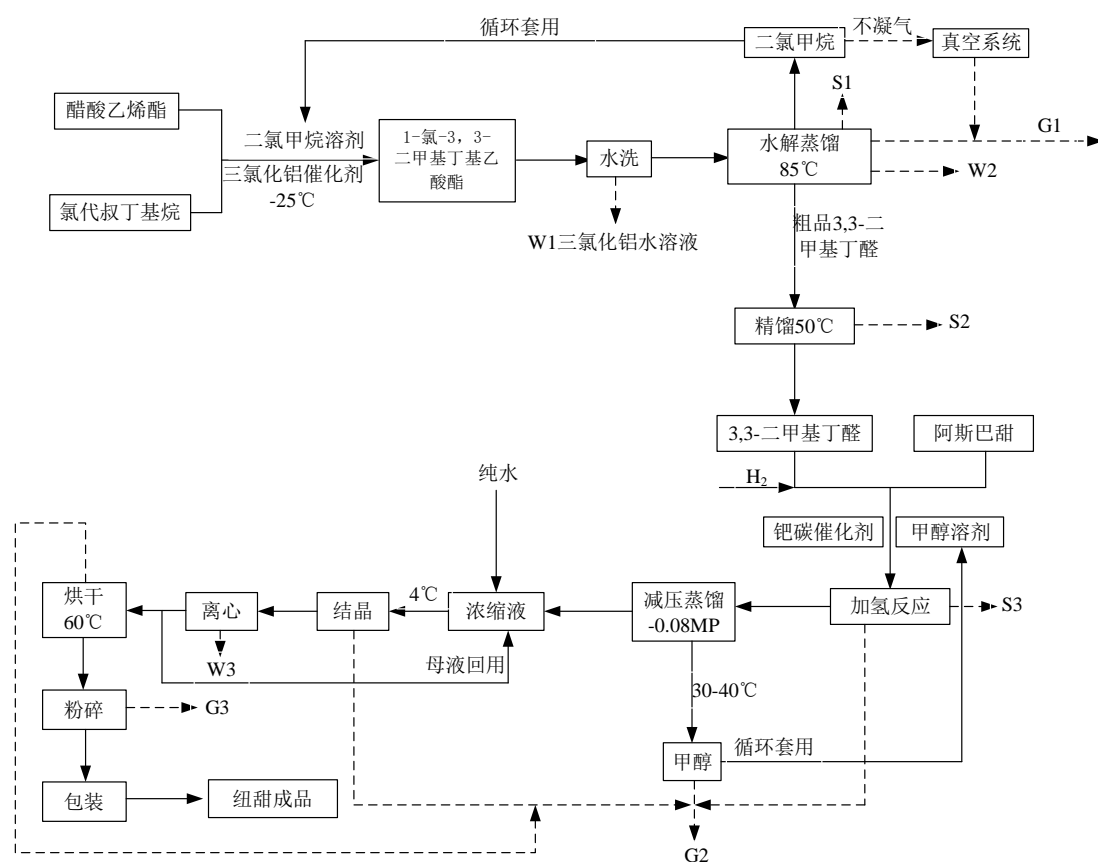 循环套用
二氯甲烷
不凝气
真空系统
醋酸乙烯酯
S1
二氯甲烷溶剂
三氯化铝催化剂
-25℃
1-氯-3, 3-
二甲基丁基乙
酸酯
水洗
水解蒸馏
85℃
G1
W2
氯代叔丁基烷
W1三氯化铝水溶液
粗品3,3-二
甲基丁醛
精馏50℃
S2
3,3-二甲基丁醛
阿斯巴甜
纯水
H₂
钯碳催化剂
甲醇溶剂
烘干
60℃
离心
结晶
4℃
浓缩液
减压蒸馏
-0.08MP
加氢反应
S3
W3
母液回用
粉碎
G3
30-40℃
甲醇
循环套用
包装
纽甜成品
G2